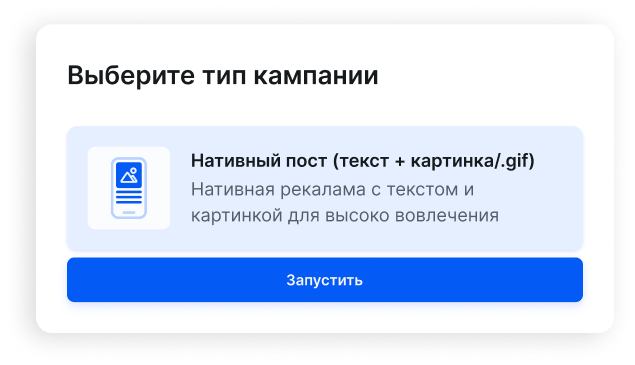 Выберите тип кампании
Нативный пост (текст + картинка/.gif)
Нативная рекалама с текстом и
картинкой для высоко вовлечения
Запустить